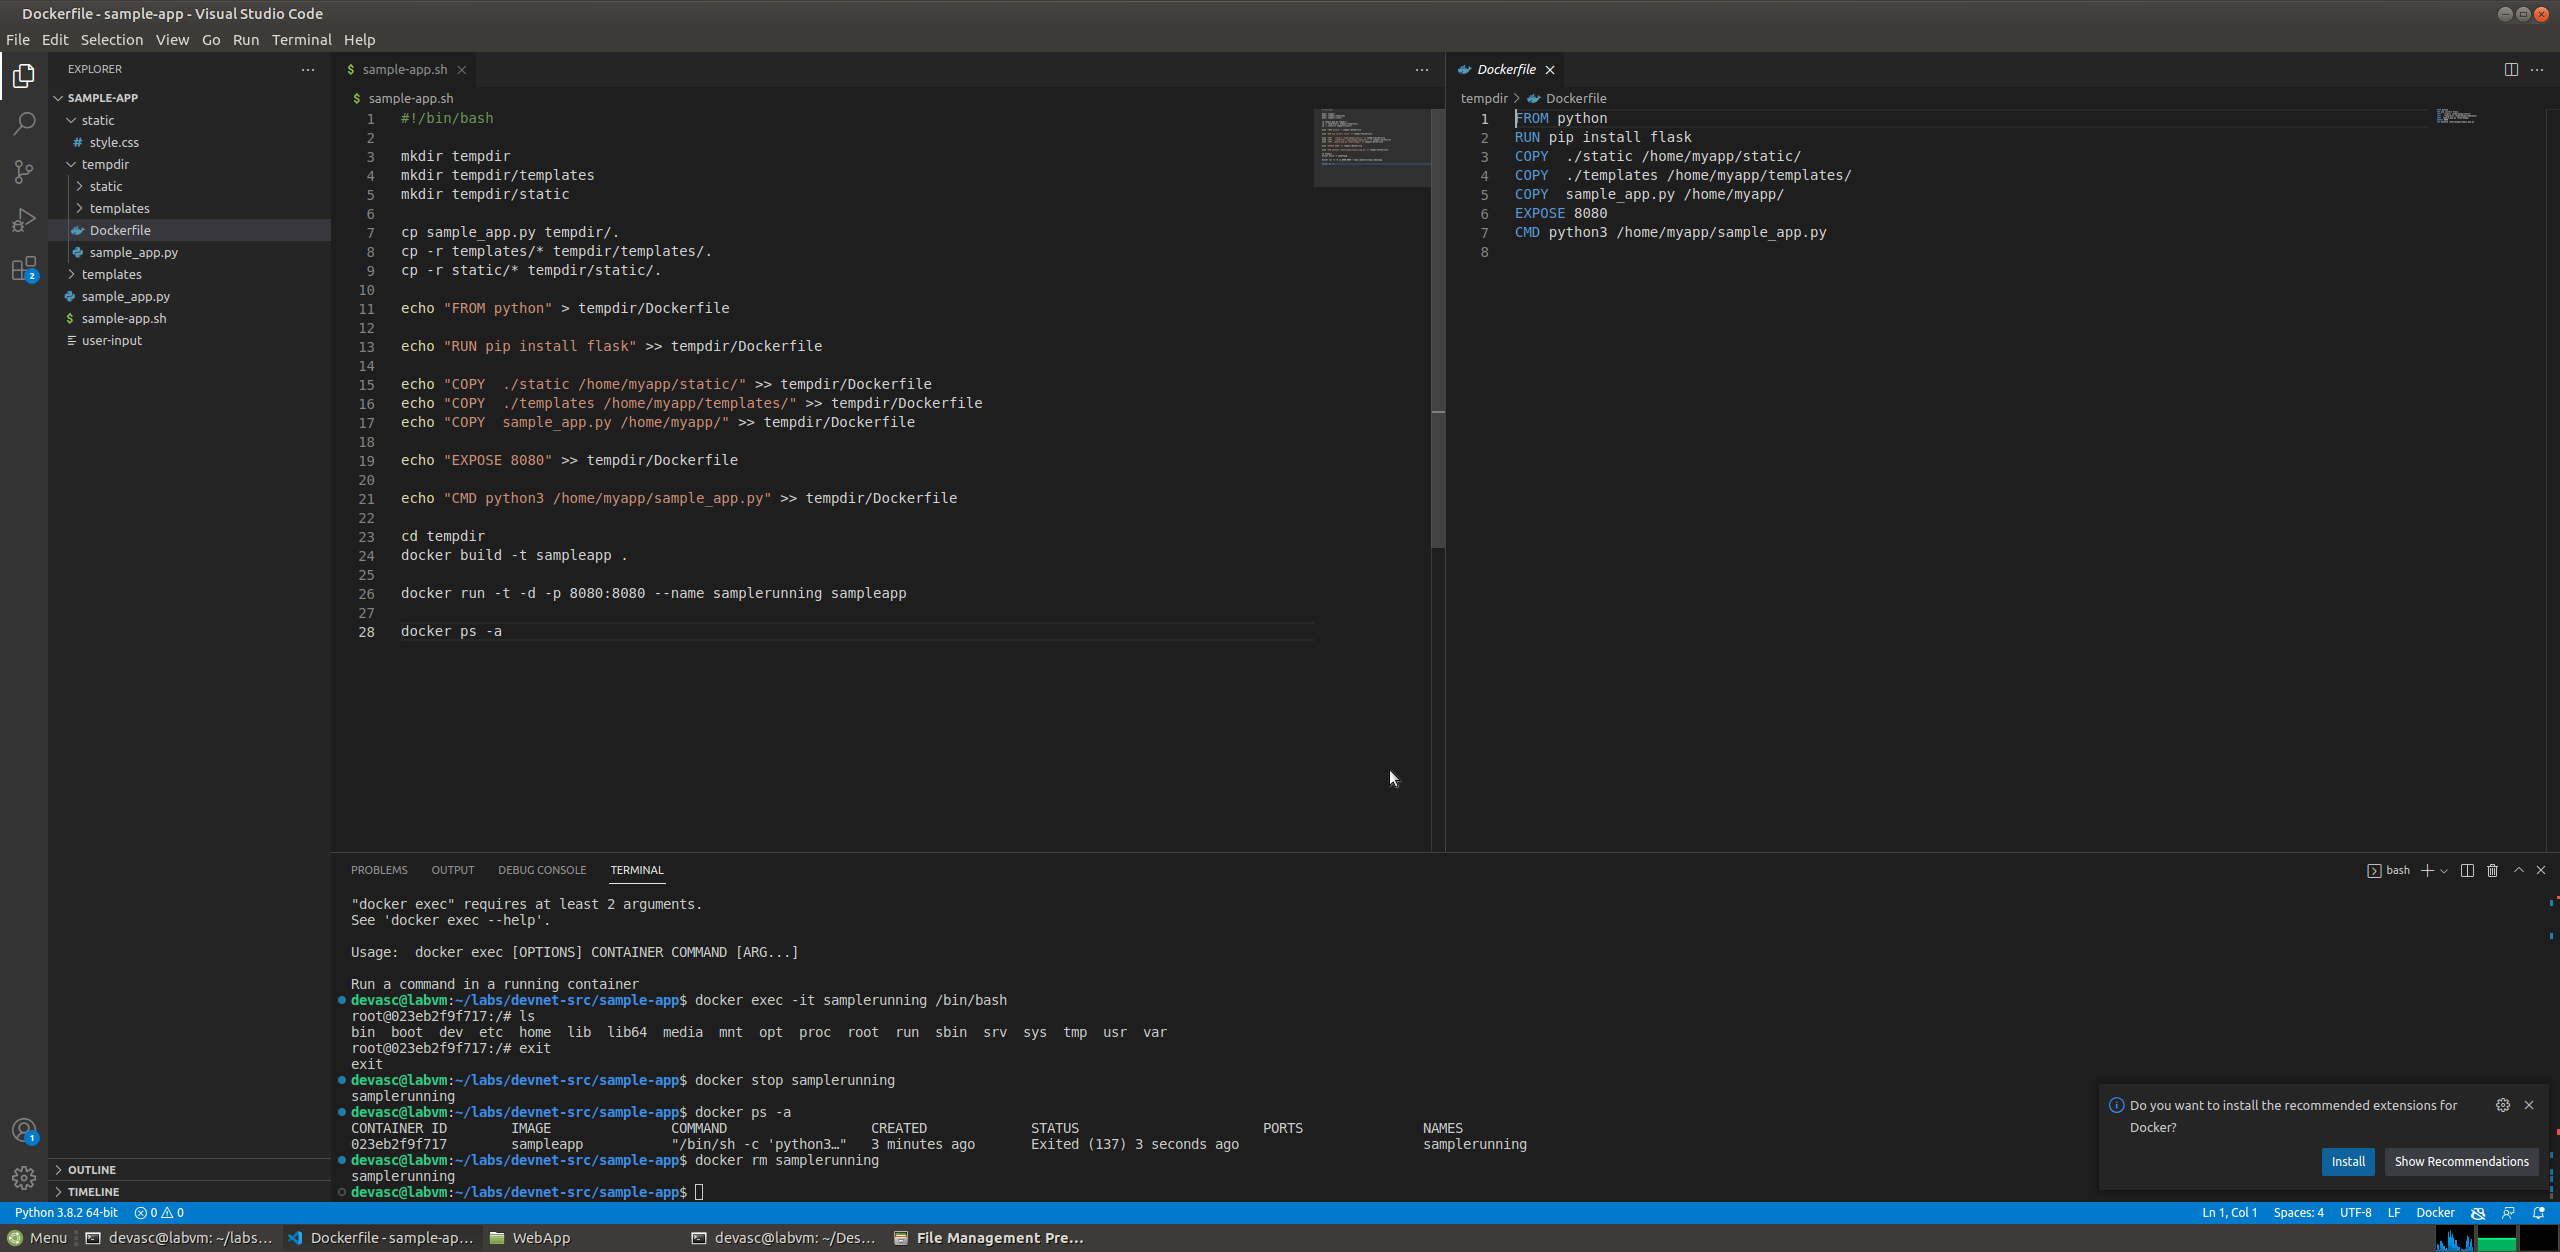 Dockerfile - sample-app - Visual Studio Code
File Edit Selection View Go Run Terminal Help
EXPLORER
SAMPLE-APP
static
# style.css
tempdir
static
templates
Dockerfile
sample_app.py
templates
sample_app.py
$ sample-app.sh
user-input
2
1
OUTLINE
TIMELINE
$ sample-app.sh
$ sample-app.sh
1 #!/bin/bash
2
3 mkdir tempdir
4 mkdir tempdir/templates
5 mkdir tempdir/static
6
7 cp sample_app.py tempdir/.
8 cp -r templates/* tempdir/templates/.
9 cp -r static/* tempdir/static/.
10
11 echo "FROM python" > tempdir/Dockerfile
12
13 echo "RUN pip install flask" >> tempdir/Dockerfile
14
15 echo "COPY  ./static /home/myapp/static/" >> tempdir/Dockerfile
16 echo "COPY  ./templates /home/myapp/templates/" >> tempdir/Dockerfile
17 echo "COPY  sample_app.py /home/myapp/" >> tempdir/Dockerfile
18
19 echo "EXPOSE 8080" >> tempdir/Dockerfile
20
21 echo "CMD python3 /home/myapp/sample_app.py" >> tempdir/Dockerfile
22
23 cd tempdir
24 docker build -t sampleapp .
25
26 docker run -t -d -p 8080:8080 --name samplerunning sampleapp
27
28 docker ps -a
Dockerfile
tempdir > Dockerfile
1 FROM python
2 RUN pip install flask
3 COPY  ./static /home/myapp/static/
4 COPY  ./templates /home/myapp/templates/
5 COPY  sample_app.py /home/myapp/
6 EXPOSE 8080
7 CMD python3 /home/myapp/sample_app.py
8
PROBLEMS OUTPUT DEBUG CONSOLE TERMINAL
bash
"docker exec" requires at least 2 arguments.
See 'docker exec --help'.
Usage:  docker exec [OPTIONS] CONTAINER COMMAND [ARG...]
Run a command in a running container
devasc@labvm:~/labs/devnet-src/sample-app$ docker exec -it samplerunning /bin/bash
root@023eb2f9f717:/# ls
bin  boot  dev  etc  home  lib  lib64  media  mnt  opt  proc  root  run  sbin  srv  sys  tmp  usr  var
root@023eb2f9f717:/# exit
exit
devasc@labvm:~/labs/devnet-src/sample-app$ docker stop samplerunning
samplerunning
devasc@labvm:~/labs/devnet-src/sample-app$ docker ps -a
CONTAINER ID IMAGE COMMAND CREATED STATUS PORTS NAMES
023eb2f9f717 sampleapp "/bin/sh -c 'python3…" 3 minutes ago Exited (137) 3 seconds ago samplerunning
devasc@labvm:~/labs/devnet-src/sample-app$ docker rm samplerunning
samplerunning
devasc@labvm:~/labs/devnet-src/sample-app$
Do you want to install the recommended extensions for
Docker?
Install Show Recommendations
Python 3.8.2 64-bit 0 0 Ln 1, Col 1 Spaces: 4 UTF-8 LF Docker
Menu devasc@labvm: ~/labs... Dockerfile - sample-ap... WebApp devasc@labvm: ~/Des... File Management Pre...